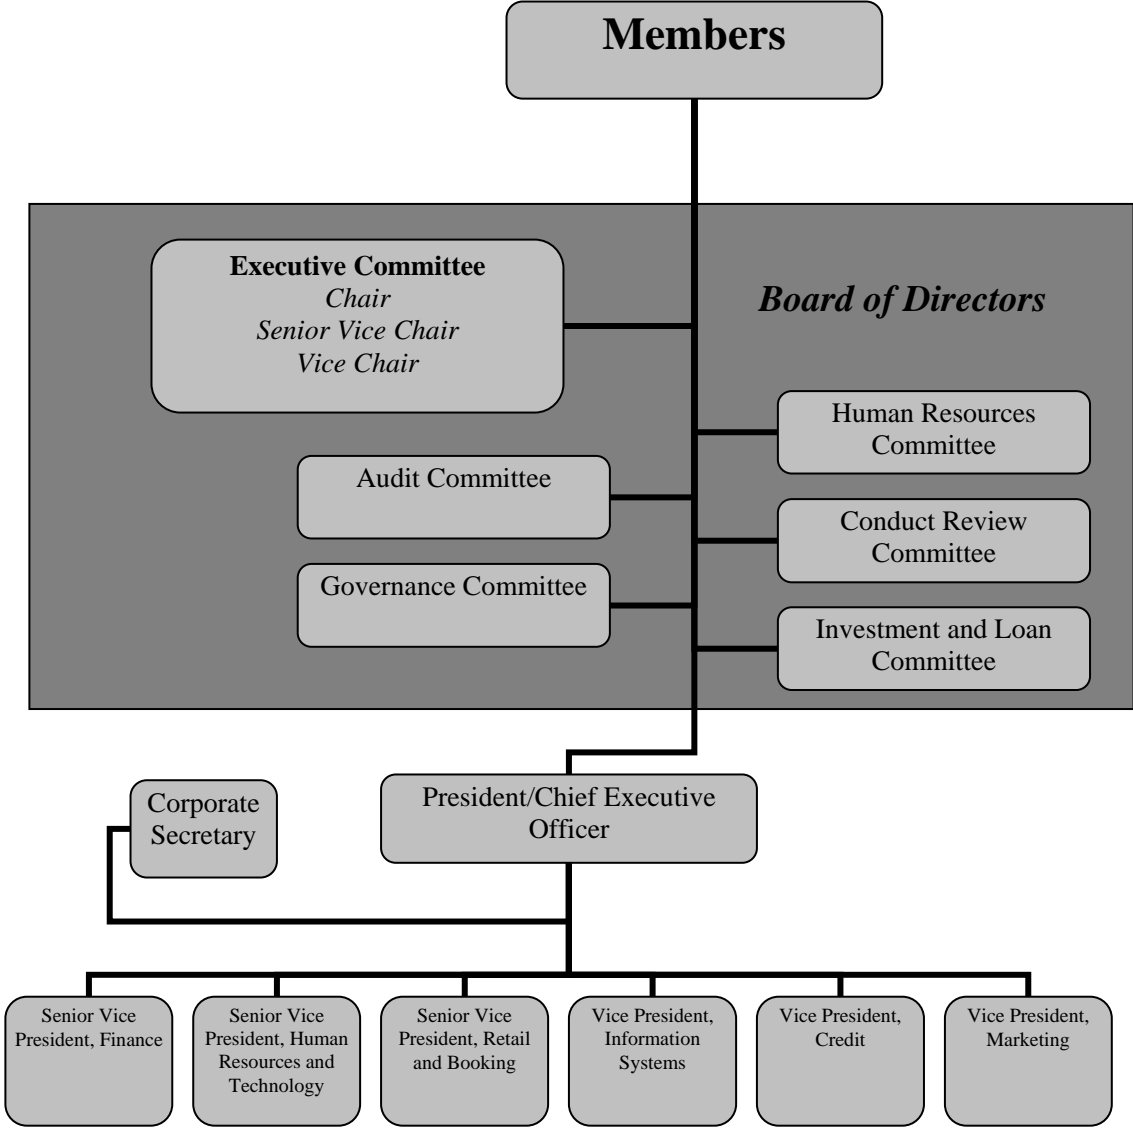 Members
Executive Committee
Chair
Senior Vice Chair
Vice Chair
Board of Directors
Human Resources
Committee
Audit Committee
Conduct Review
Committee
Governance Committee
Investment and Loan
Committee
Corporate
Secretary
President/Chief Executive
Officer
Senior Vice
President, Finance
Senior Vice
President, Human
Resources and
Technology
Senior Vice
President, Retail
and Booking
Vice President,
Information
Systems
Vice President,
Credit
Vice President,
Marketing